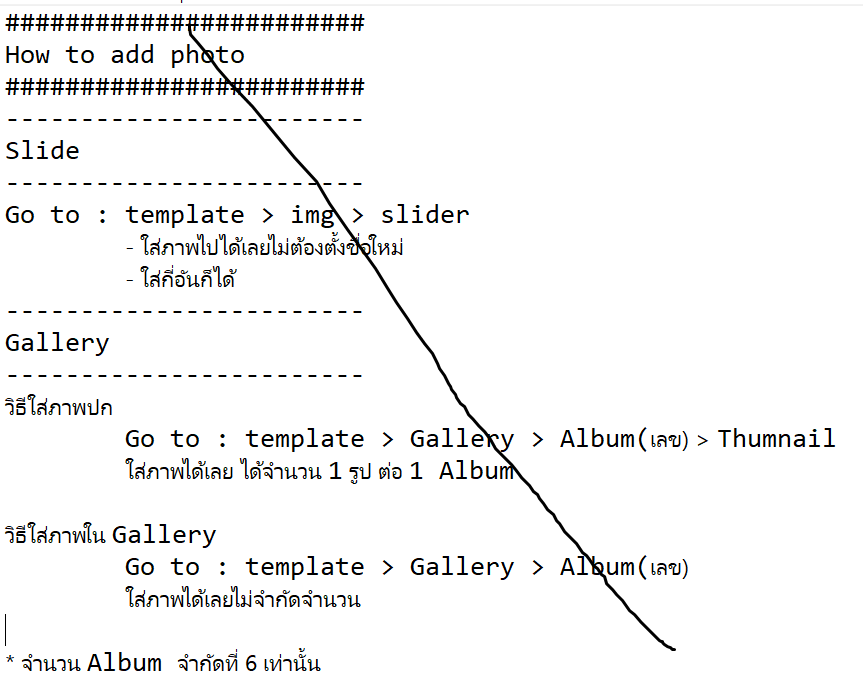 ########################
How to add photo
########################
------------------------
Slide
------------------------
Go to : template > img > slider
- ใส่ภาพไปได้เลยไม่ต้องตั้งชื่อใหม่
- ใส่กี่อันก็ได้
------------------------
Gallery
------------------------
วิธีใส่ภาพปก
Go to : template > Gallery > Album(เลข) > Thumnail
ใส่ภาพได้เลย ได้จำนวน 1 รูป ต่อ 1 Album
วิธีใส่ภาพใน Gallery
Go to : template > Gallery > Album(เลข)
ใส่ภาพได้เลยไม่จำกัดจำนวน
* จำนวน Album จำกัดที่ 6 เท่านั้น